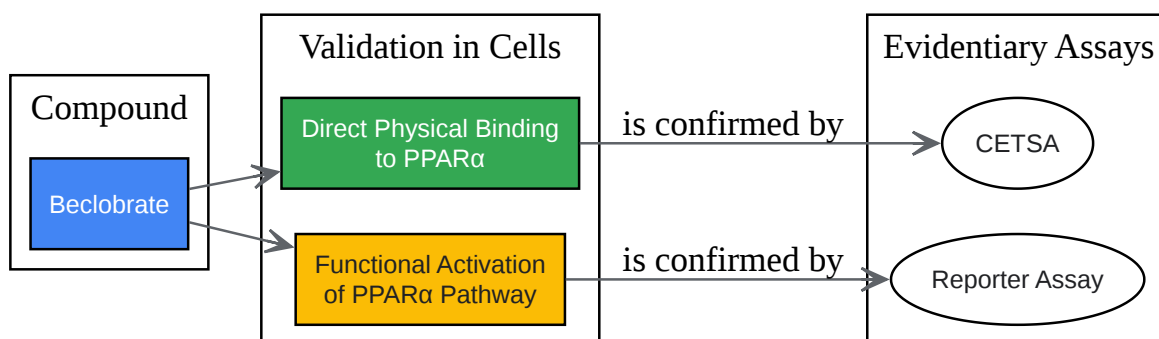 Compound
Beclobrate
Validation in Cells
Direct Physical Binding
to PPARα
Functional Activation
of PPARα Pathway
is confirmed by
is confirmed by
Evidentiary Assays
CETSA
Reporter Assay